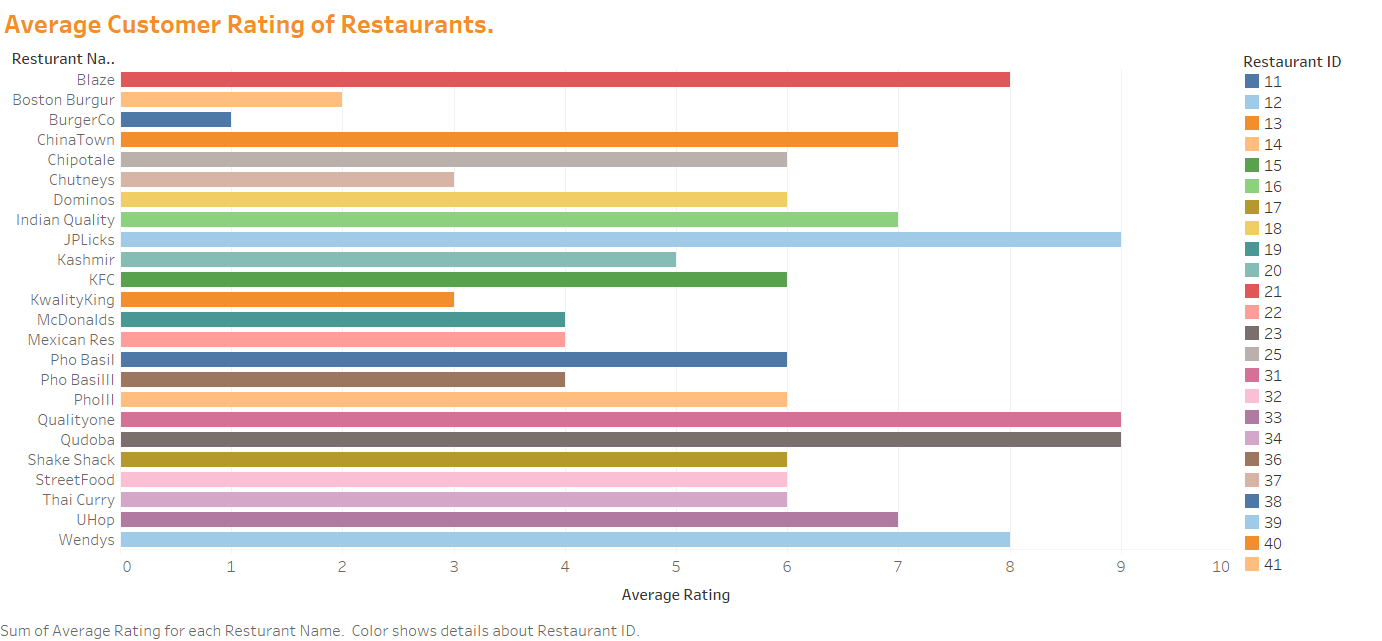 Average Customer Rating of Restaurants.
Resturant Na..
Blaze
Boston Burgur
BurgerCo
ChinaTown
Chipotale
Chutneys
Dominos
Indian Quality
JPLicks
Kashmir
KFC
KwalityKing
McDonalds
Mexican Res
Pho Basil
Pho BasilII
PhoIII
Qualityone
Qudoba
Shake Shack
StreetFood
Thai Curry
UHop
Wendys
0 1 2 3 4 5 6 7 8 9 10
Average Rating
Restaurant ID
11
12
13
14
15
16
17
18
19
20
21
22
23
25
31
32
33
34
36
37
38
39
40
41
Sum of Average Rating for each Resturant Name.  Color shows details about Restaurant ID.